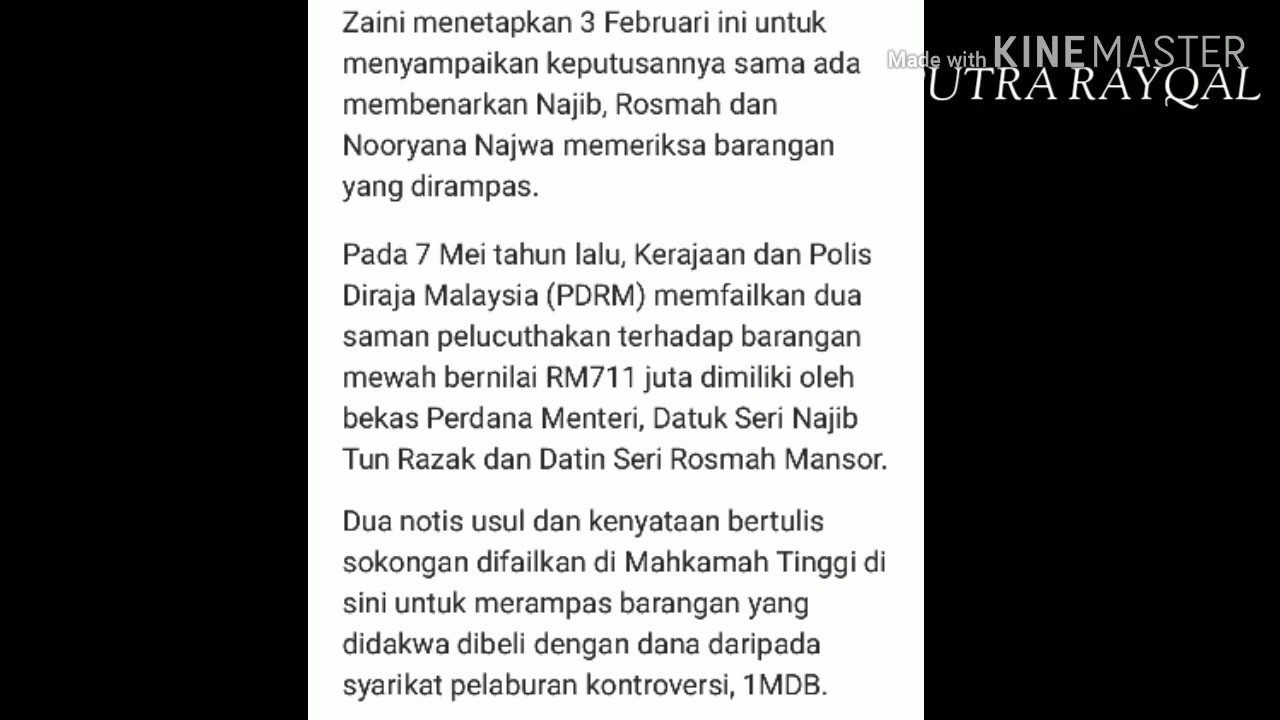 Zaini menetapkan 3 Februari ini untuk
menyampaikan keputusannya sama ada
membenarkan Najib, Rosmah dan
Nooryana Najwa memeriksa barangan
yang dirampas.
Pada 7 Mei tahun lalu, Kerajaan dan Polis
Diraja Malaysia (PDRM) memfailkan dua
saman pelucuthakan terhadap barangan
mewah bernilai RM711 juta dimiliki oleh
bekas Perdana Menteri, Datuk Seri Najib
Tun Razak dan Datin Seri Rosmah Mansor.
Dua notis usul dan kenyataan bertulis
sokongan difailkan di Mahkamah Tinggi di
sini untuk merampas barangan yang
didakwa dibeli dengan dana daripada
syarikat pelaburan kontroversi, 1MDB.
Made with KINEMASTER
UTRA RAYQAL